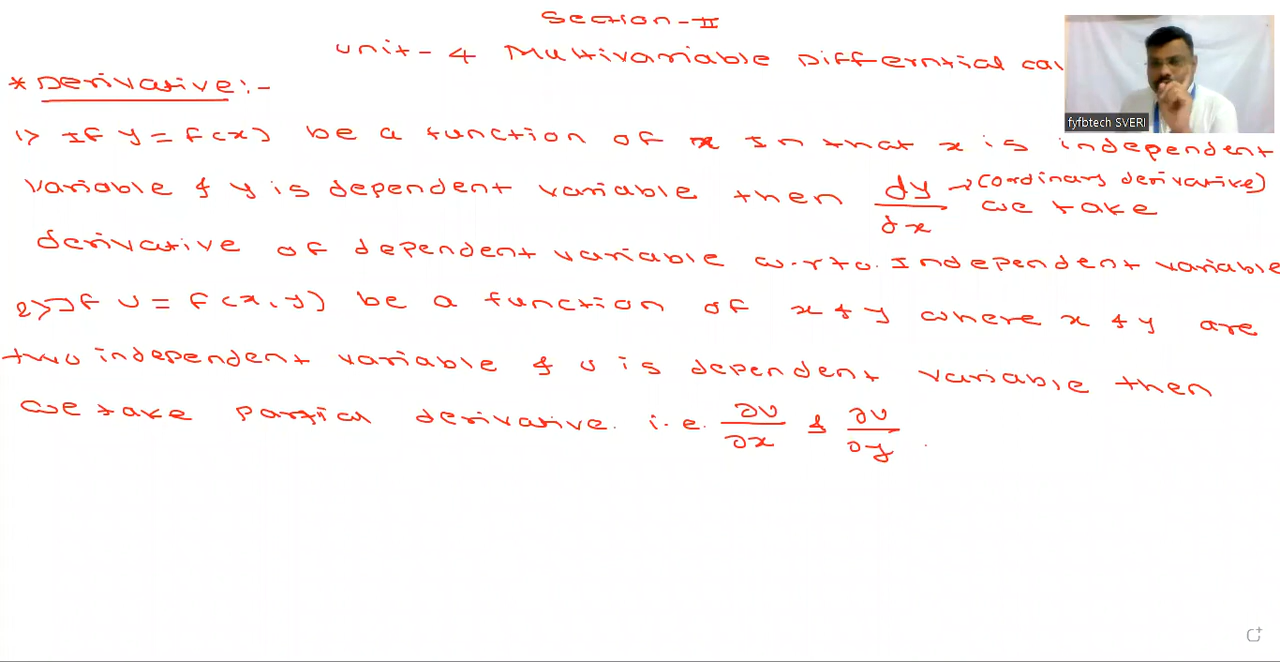 Section-II
Unit-4 Multivariable Differntial cal
* Derivative:-
1> If y = f(x) be a function of x In that x is independent
variable & y is dependent variable then dy/dx →(ordinary derivative) we take
derivative of dependent variable w.r.to. Independent variable
2> If u = f(x,y) be a function of x & y where x & y are
two independent variable & u is dependent variable then
we take partial derivative. i.e. ∂u/∂x & ∂u/∂y.
fyfbtech SVERI